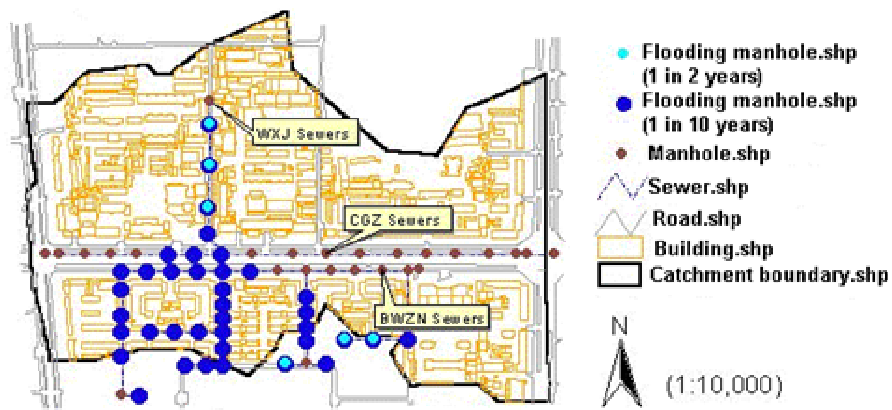 WXJ Sewers
CGZ Sewers
BWZN Sewers
Flooding manhole.shp
(1 in 2 years)
Flooding manhole.shp
(1 in 10 years)
Manhole.shp
Sewer.shp
Road.shp
Building.shp
Catchment boundary.shp
N
(1:10,000)